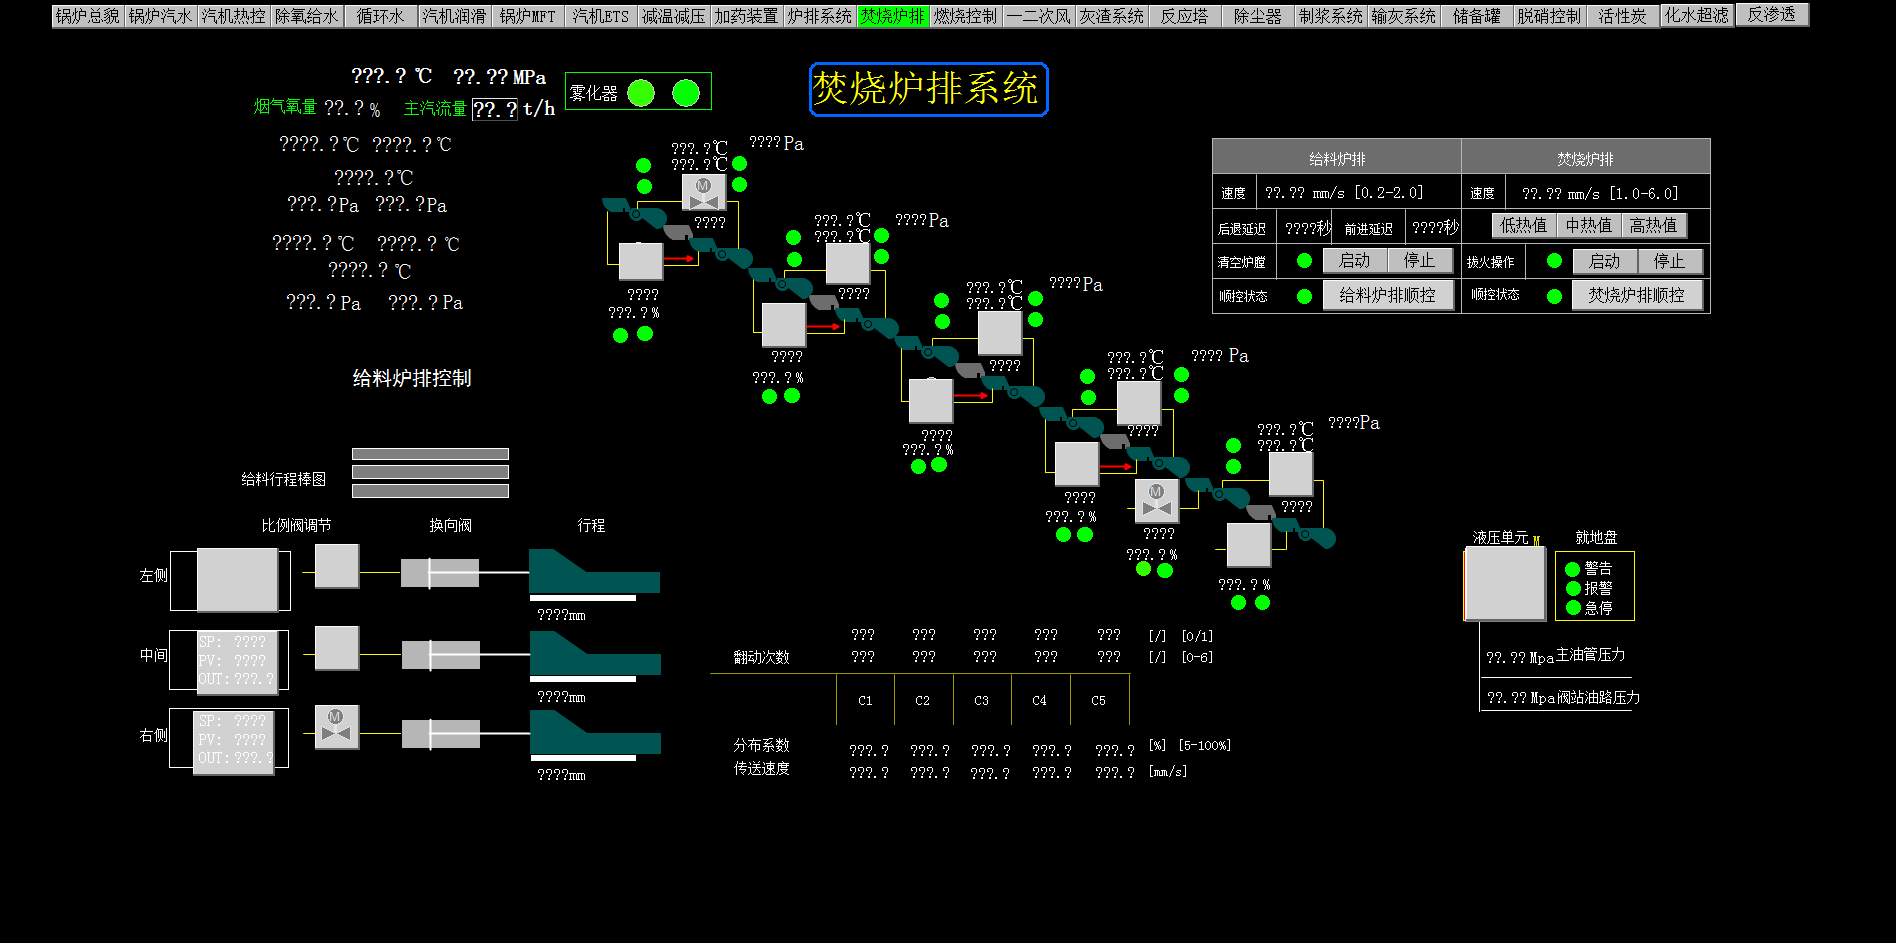 锅炉总貌 锅炉汽水 汽机热控 除氧给水 循环水 汽机润滑 锅炉MFT 汽机ETS 减温减压 加药装置 炉排系统 焚烧炉排 燃烧控制 一二次风 灰渣系统 反应塔 除尘器 制浆系统 输灰系统 储备罐 脱硝控制 活性炭 化水超滤 反渗透
???.? ℃ ??.?? MPa
烟气氧量 ??.? % 主汽流量 ??.? t/h
雾化器
焚烧炉排系统
????.?℃ ????.?℃
????.?℃
???.?Pa ???.?Pa
????.? ℃ ????.? ℃
????.? ℃
???.? Pa ???.? Pa
???.?℃ ????Pa
???.?℃
M
????
????
???.?%
???.?℃ ????Pa
???.?℃
????
????
???.?%
???.?℃ ????Pa
???.?℃
????
????
???.?%
???.?℃ ???? Pa
???.?℃
????
????
???.?%
M
????
???.?%
???.?℃ ????Pa
???.?℃
????
???.?%
给料炉排 焚烧炉排
速度 ??.?? mm/s [0.2-2.0] 速度 ??.?? mm/s [1.0-6.0]
后退延迟 ????秒 前进延迟 ????秒 低热值 中热值 高热值
清空炉膛 启动 停止 拔火操作 启动 停止
顺控状态 给料炉排顺控 顺控状态 焚烧炉排顺控
给料炉排控制
给料行程棒图
比例阀调节 换向阀 行程
左侧
????mm
中间 SP: ????
PV: ????
OUT:???.?
????mm
右侧 SP: ????
PV: ????
OUT:???.?
M
????mm
??? ??? ??? ??? ??? [/] [0/1]
翻动次数 ??? ??? ??? ??? ??? [/] [0-6]
C1 C2 C3 C4 C5
分布系数 ???.? ???.? ???.? ???.? ???.? [%] [5-100%]
传送速度 ???.? ???.? ???.? ???.? ???.? [mm/s]
液压单元 M 就地盘
警告
报警
急停
??.?? Mpa主油管压力
??.?? Mpa阀站油路压力